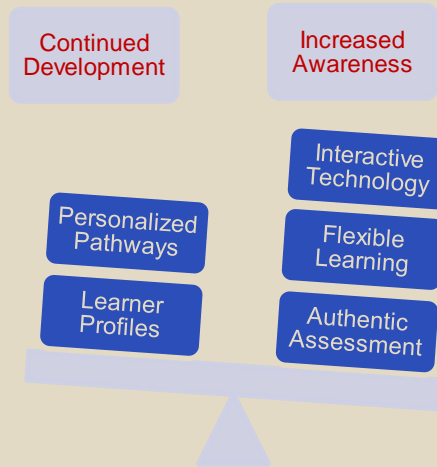 Continued
Development
Increased
Awareness
Personalized
Pathways
Learner
Profiles
Interactive
Technology
Flexible
Learning
Authentic
Assessment